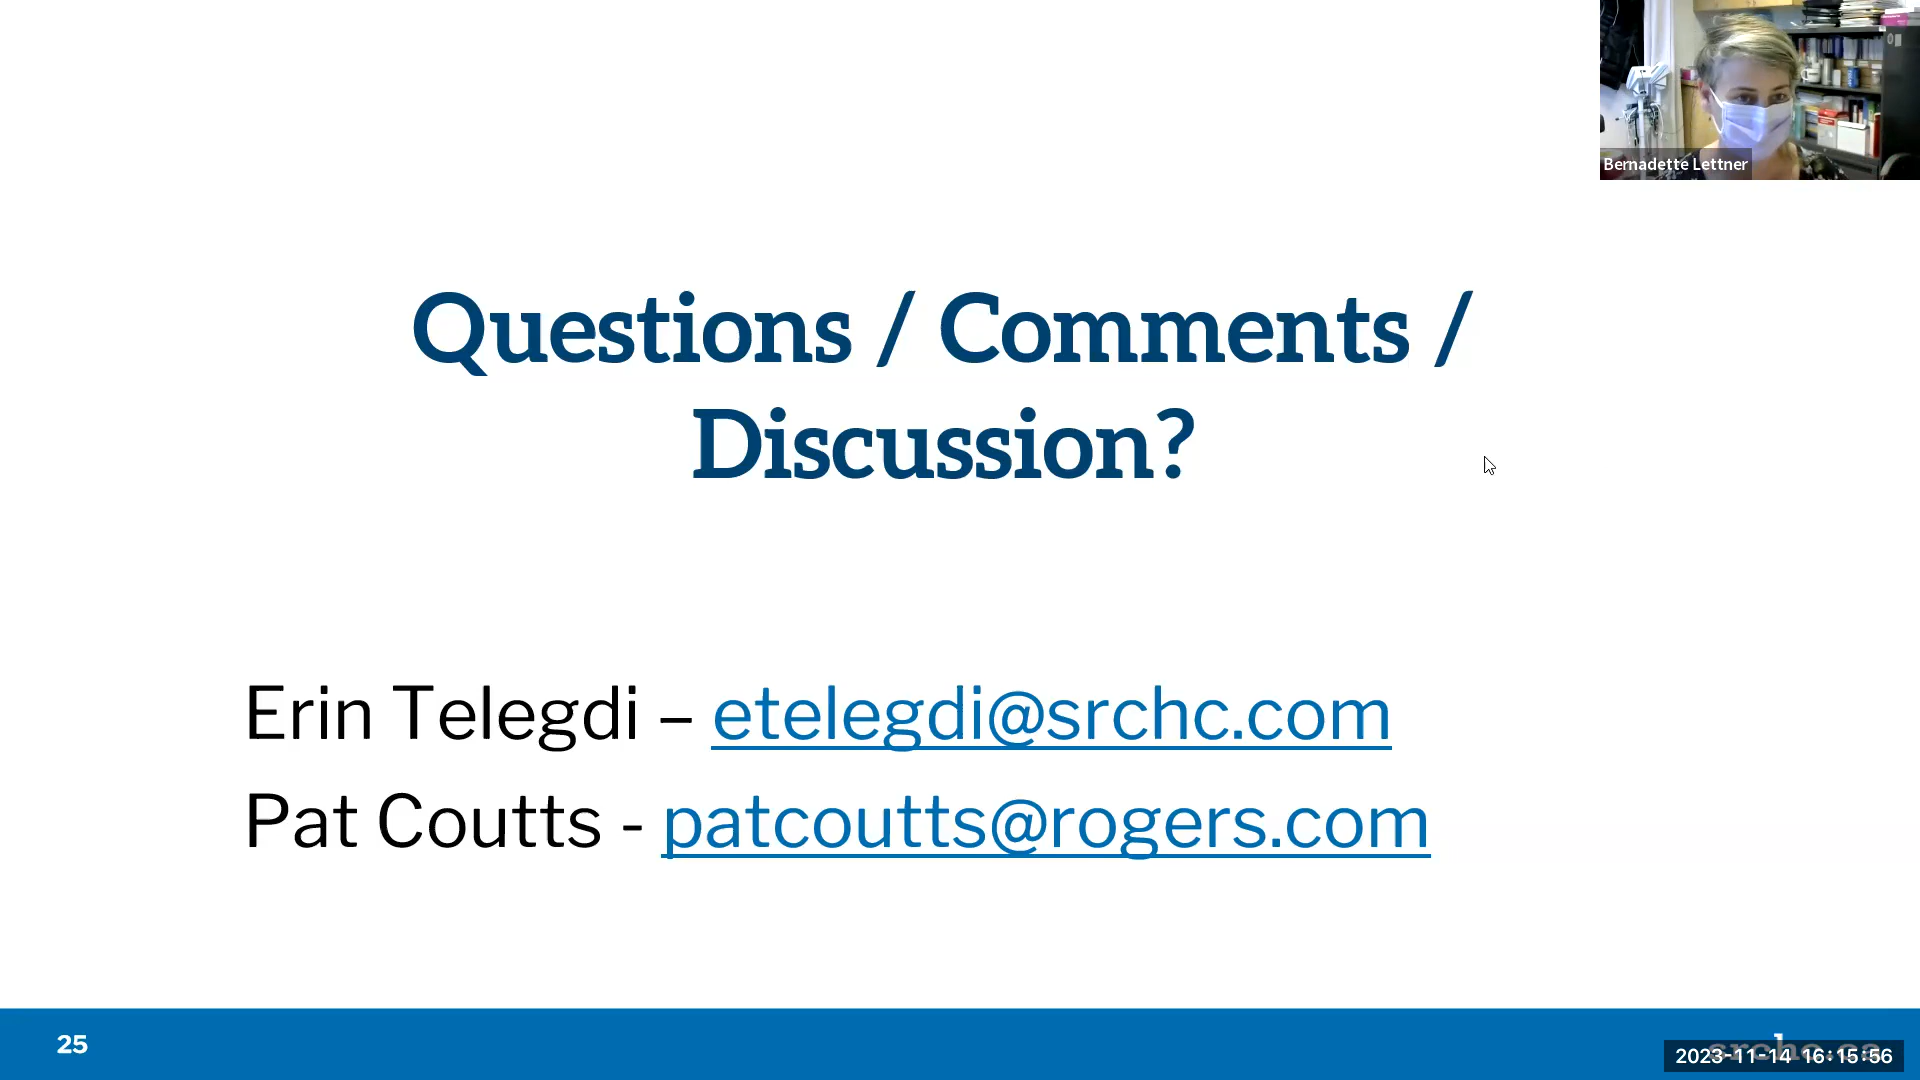 Bernadette Lettner
Questions / Comments /
Discussion?
Erin Telegdi – etelegdi@srchc.com
Pat Coutts - patcoutts@rogers.com
25
2023-11-14 16:15:56